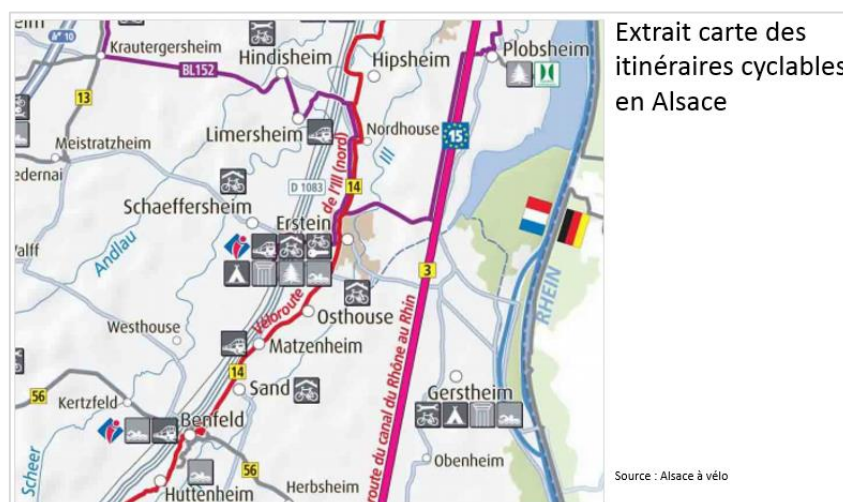 Extrait carte des
itinéraires cyclables
en Alsace
10
Krautergersheim
BL152
Hindisheim
Hipsheim
Plobsheim
13
Limersheim
Nordhouse
15
Meistratzheim
Ill
D 1083
14
de l'Ill (nord)
Schaeffersheim
Erstein
Andlau
3
RHEIN
Véloroute
Osthouse
Westhouse
Matzenheim
14
Sand
Gerstheim
56
Kertzfeld
Benfeld
route du canal du Rhône au Rhin
Scheer
56
Obenheim
Herbsheim
Huttenheim
Source : Alsace à vélo